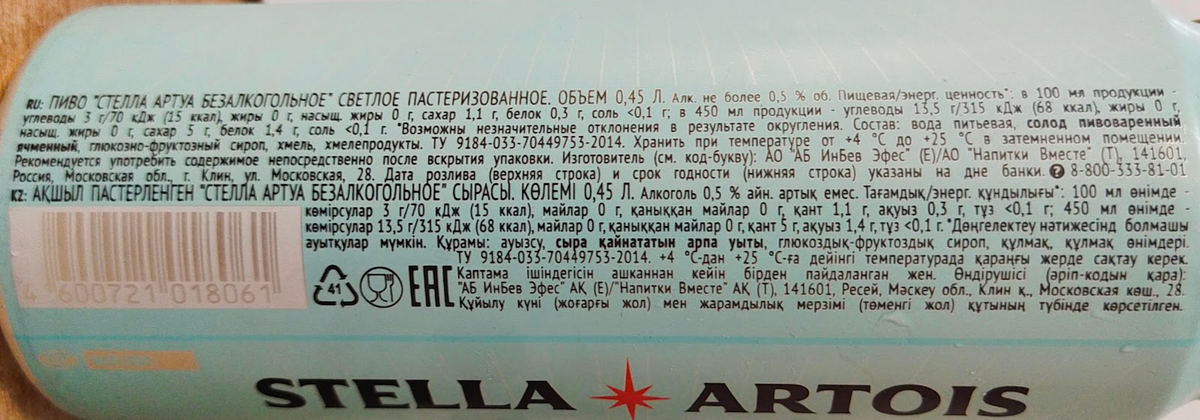 RU: ПИВО "СТЕЛЛА АРТУА БЕЗАЛКОГОЛЬНОЕ" СВЕТЛОЕ ПАСТЕРИЗОВАННОЕ. ОБЪЕМ 0,45 Л. Алк. не более 0,5 % об. Пищевая/энерг. ценность*: в 100 мл продукции -
углеводы 3 г/70 кДж (15 ккал), жиры 0 г, насыщ. жиры 0 г, сахар 1,1 г, белок 0,3 г, соль <0,1 г; в 450 мл продукции - углеводы 13,5 г/315 кДж (68 ккал), жиры 0 г,
насыщ. жиры 0 г, сахар 5 г, белок 1,4 г, соль <0,1 г. *Возможны незначительные отклонения в результате округления. Состав: вода питьевая, солод пивоваренный
ячменный, глюкозно-фруктозный сироп, хмель, хмелепродукты. ТУ 9184-033-70449753-2014. Хранить при температуре от +4 °C до +25 °C в затемненном помещении.
Рекомендуется употребить содержимое непосредственно после вскрытия упаковки. Изготовитель (см. код-букву): АО "АБ ИнБев Эфес" (Е)/АО "Напитки Вместе" (Т), 141601,
Россия, Московская обл., г. Клин, ул. Московская, 28. Дата розлива (верхняя строка) и срок годности (нижняя строка) указаны на дне банки. 8-800-333-81-01
KZ: АҚШЫЛ ПАСТЕРЛЕНГЕН "СТЕЛЛА АРТУА БЕЗАЛКОГОЛЬНОЕ" СЫРАСЫ. КӨЛЕМІ 0,45 Л. Алкоголь 0,5 % айн. артық емес. Тағамдық/энерг. құндылығы*: 100 мл өнімде -
көмірсулар 3 г/70 кДж (15 ккал), майлар 0 г, қаныққан майлар 0 г, қант 1,1 г, ақуыз 0,3 г, тұз <0,1 г; 450 мл өнімде -
көмірсулар 13,5 г/315 кДж (68 ккал), майлар 0 г, қаныққан майлар 0 г, қант 5 г, ақуыз 1,4 г, тұз <0,1 г. *Дөңгелектеу нәтижесінд болмашы
ауытқулар мүмкін. Құрамы: ауызсу, сыра қайнататын арпа уыты, глюкоздық-фруктоздық сироп, құлмақ, құлмақ өнімдері.
ТУ 9184-033-70449753-2014. +4 °C-дан +25 °C-ға дейінгі температурада қараңғы жерде сақтау керек.
Қаптама ішіндегісін ашқаннан кейін бірден пайдаланған жөн. Өндірушісі (әріп-кодын қара):
"АБ ИнБев Эфес" АҚ (Е)/"Напитки Вместе" АҚ (Т), 141601, Ресей, Мәскеу обл., Клин қ., Московская көш., 28.
Құйылу күні (жоғарғы жол) мен жарамдылық мерзімі (төменгі жол) құтының түбінде көрсетілген.
4 600721 018061
41
EAC
STELLA ARTOIS